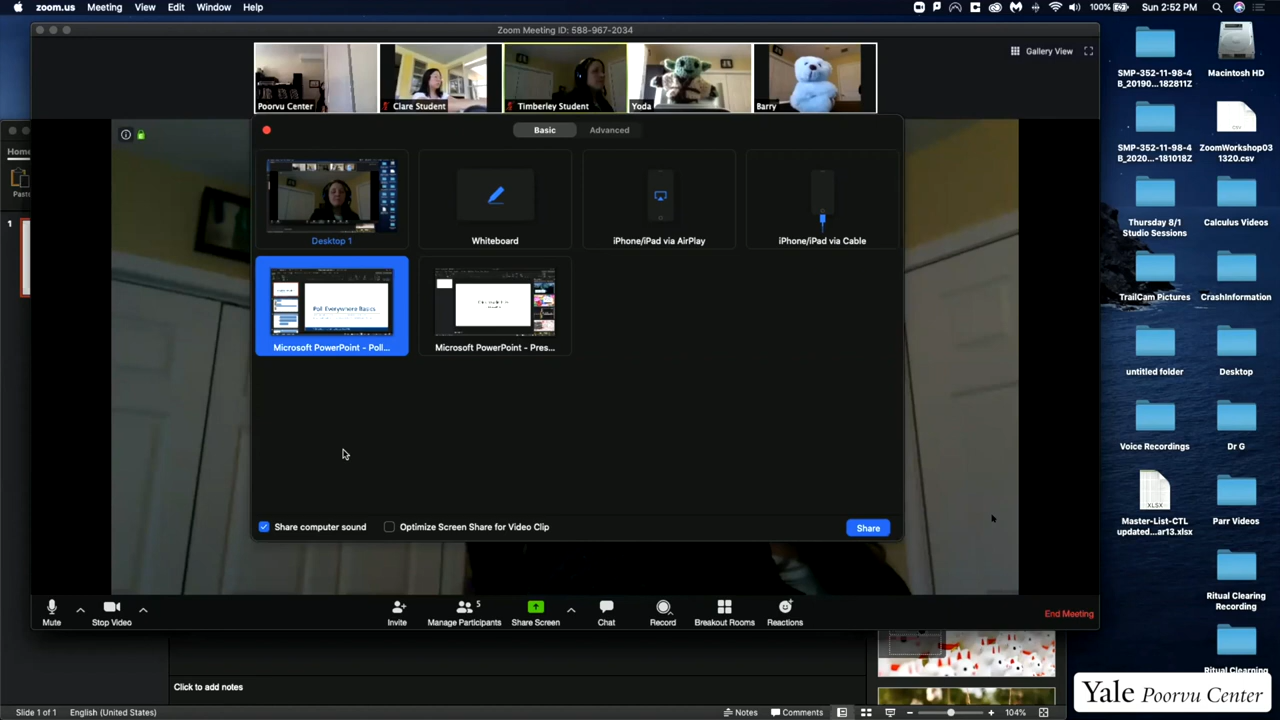 zoom.us Meeting View Edit Window Help
100% Sun 2:52 PM
Zoom Meeting ID: 588-967-2034
Gallery View
Poorvu Center
Clare Student
Timberley Student
Yoda
Barry
Basic Advanced
Desktop 1
Whiteboard
iPhone/iPad via AirPlay
iPhone/iPad via Cable
Poll Everywhere Basics
Microsoft PowerPoint - Poll...
Microsoft PowerPoint - Pres...
Share computer sound
Optimize Screen Share for Video Clip
Share
Mute
Stop Video
Invite
5
Manage Participants
Share Screen
Chat
Record
Breakout Rooms
Reactions
End Meeting
Home
Paste
1
Click to add notes
Slide 1 of 1
English (United States)
Notes
Comments
104%
SMP-352-11-98-4
B_20190...182811Z
Macintosh HD
SMP-352-11-98-4
B_2020...-181018Z
CSV
ZoomWorkshop03
1320.csv
Thursday 8/1
Studio Sessions
Calculus Videos
TrailCam Pictures
CrashInformation
untitled folder
Desktop
Voice Recordings
Dr G
XLSX
Master-List-CTL
updated...ar13.xlsx
Parr Videos
Ritual Clearing
Recording
Ritual Clearning
Yale Poorvu Center